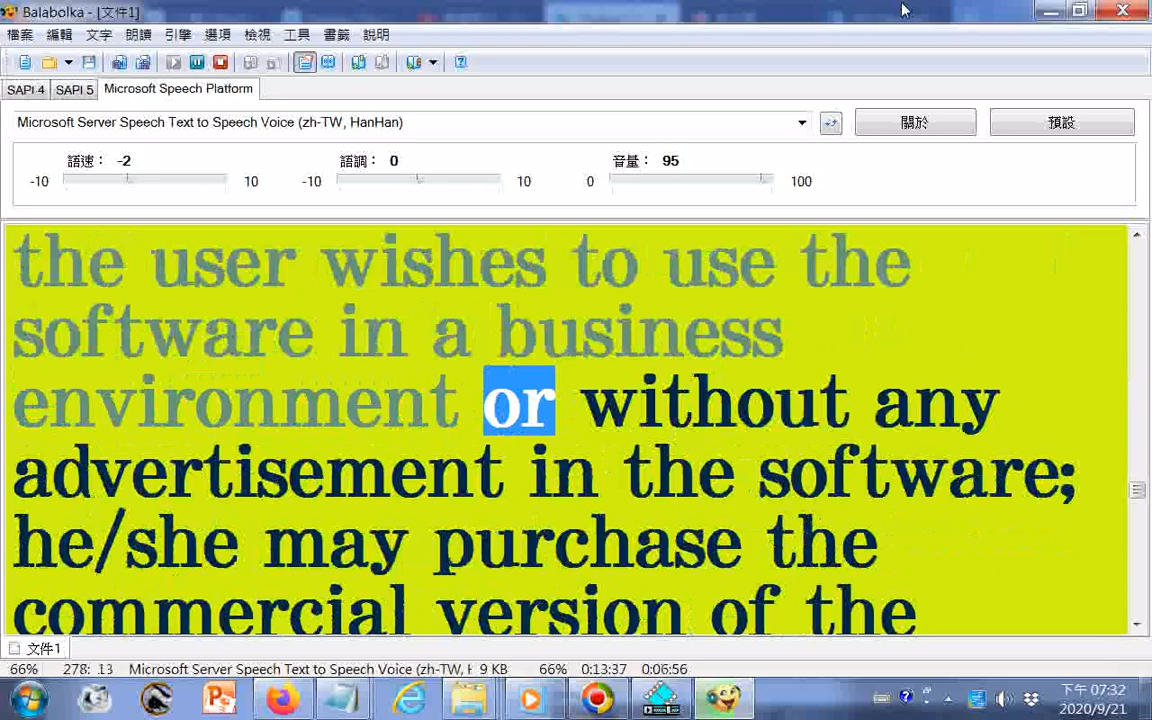 Balabolka - [文件1]
檔案 編輯 文字 朗讀 引擎 選項 檢視 工具 書籤 說明
SAPI 4 SAPI 5 Microsoft Speech Platform
Microsoft Server Speech Text to Speech Voice (zh-TW, HanHan) 關於 預設
語速： -2 語調： 0 音量： 95
-10 10 -10 10 0 100
the user wishes to use the
software in a business
environment or without any
advertisement in the software;
he/she may purchase the
commercial version of the
文件1
66% 278: 13 Microsoft Server Speech Text to Speech Voice (zh-TW, 9 KB 66% 0:13:37 0:06:56
下午 07:32
2020/9/21